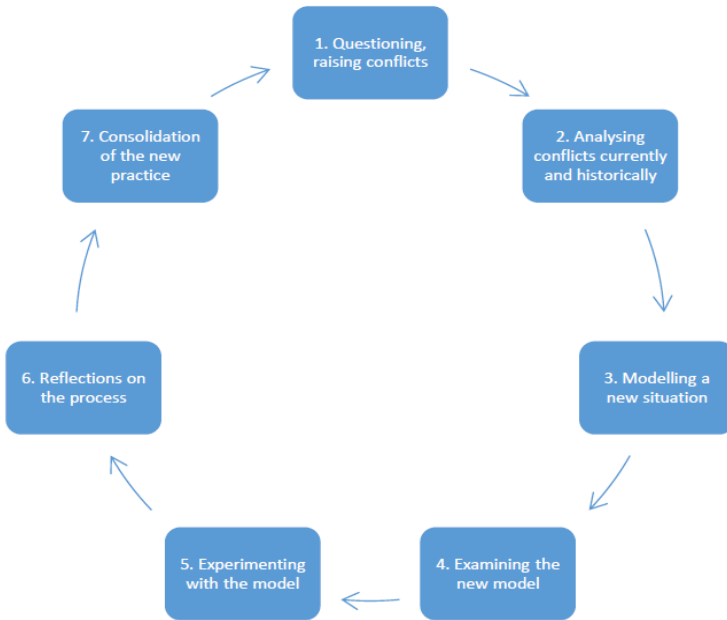 1. Questioning,
raising conflicts
2. Analysing
conflicts currently
and historically
3. Modelling a
new situation
4. Examining the
new model
5. Experimenting
with the model
6. Reflections on
the process
7. Consolidation
of the new
practice